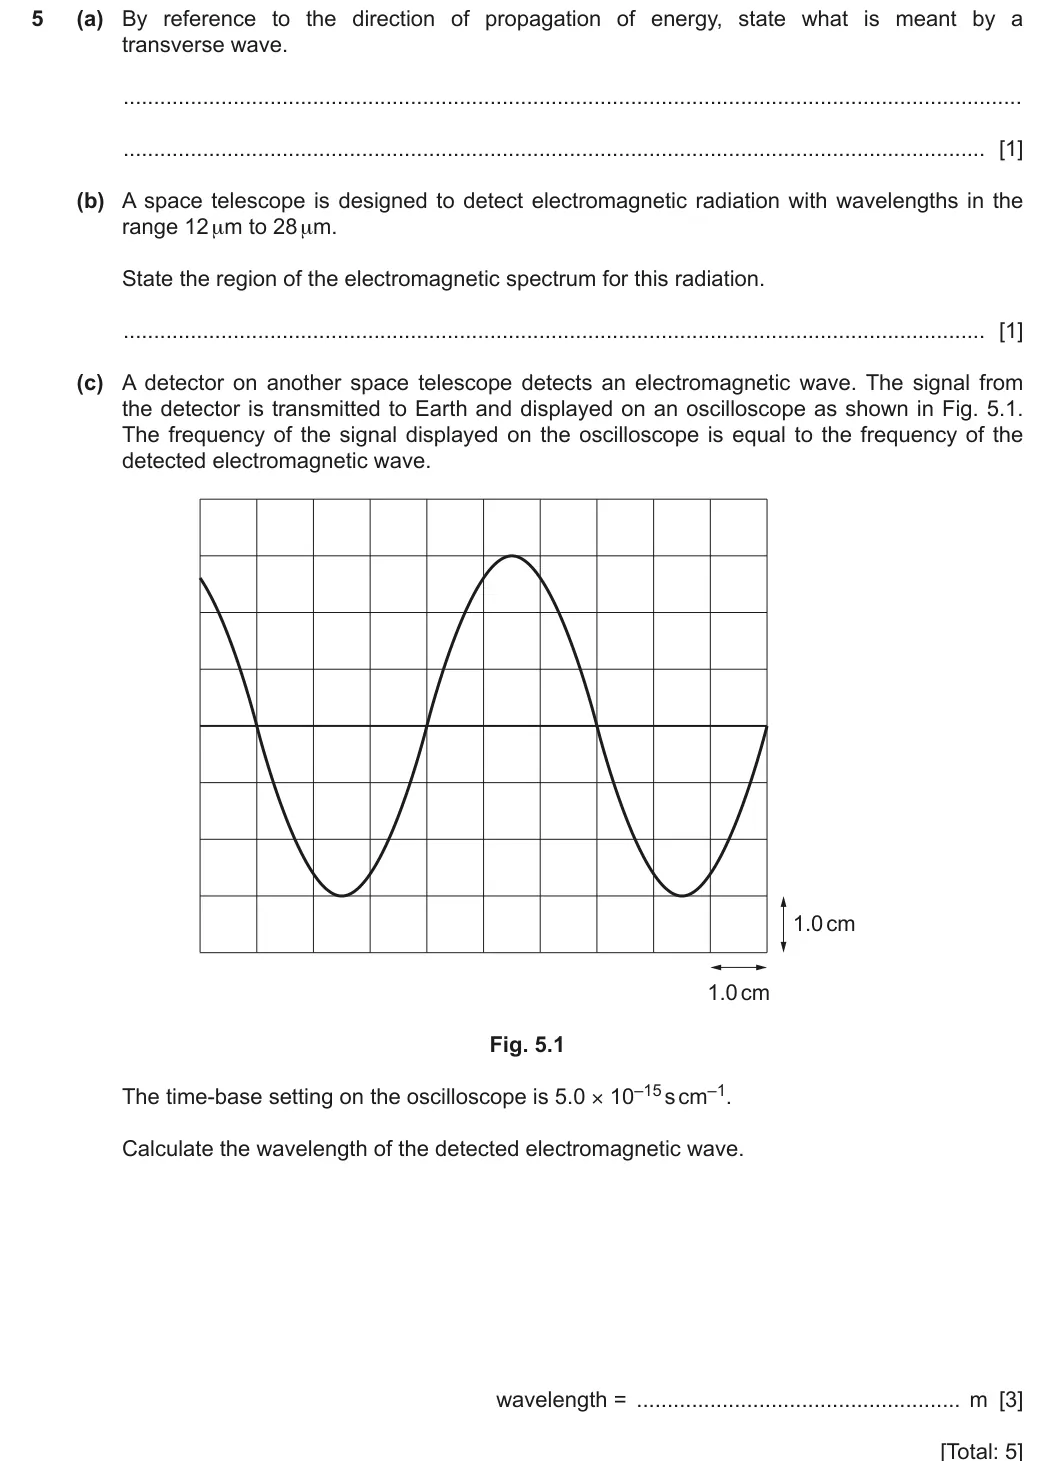 5 (a) By reference to the direction of propagation of energy, state what is meant by a
transverse wave.
..........................................................................................................................................................
.................................................................................................................................................... [1]
(b) A space telescope is designed to detect electromagnetic radiation with wavelengths in the
range 12 μm to 28 μm.
State the region of the electromagnetic spectrum for this radiation.
.................................................................................................................................................... [1]
(c) A detector on another space telescope detects an electromagnetic wave. The signal from
the detector is transmitted to Earth and displayed on an oscilloscope as shown in Fig. 5.1.
The frequency of the signal displayed on the oscilloscope is equal to the frequency of the
detected electromagnetic wave.
1.0 cm
1.0 cm
Fig. 5.1
The time-base setting on the oscilloscope is 5.0 × 10⁻¹⁵ s cm⁻¹.
Calculate the wavelength of the detected electromagnetic wave.
wavelength = ..................................................... m [3]
[Total: 5]